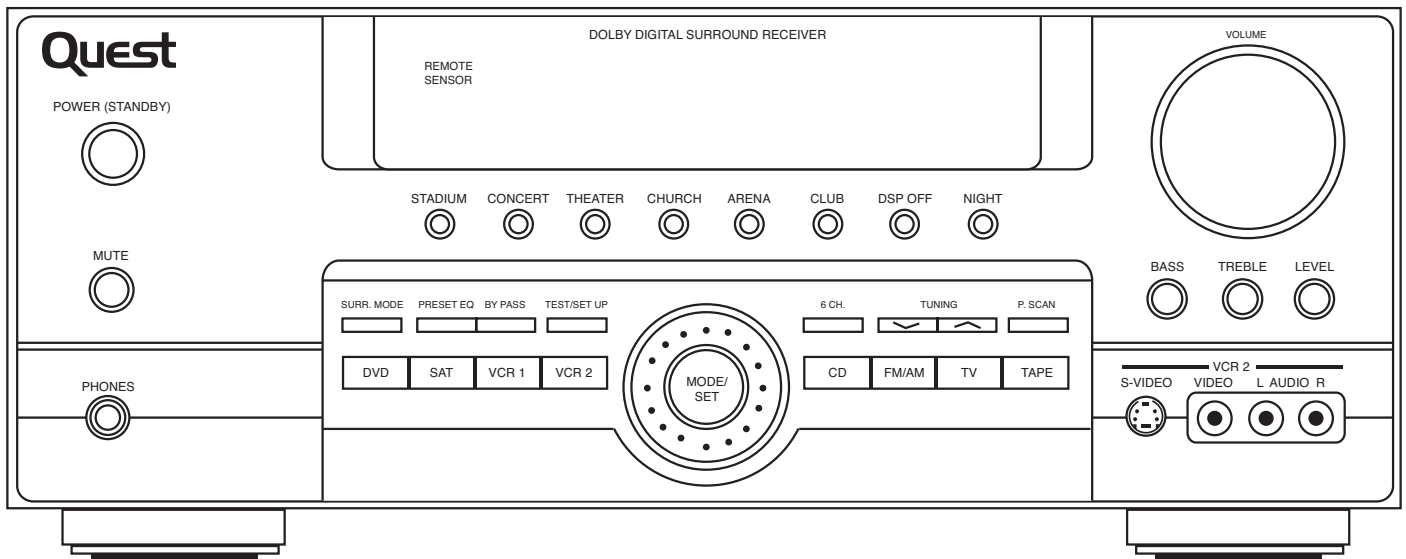 Quest
DOLBY DIGITAL SURROUND RECEIVER
VOLUME
REMOTE
SENSOR
POWER (STANDBY)
STADIUM CONCERT THEATER CHURCH ARENA CLUB DSP OFF NIGHT
MUTE
BASS TREBLE LEVEL
SURR. MODE PRESET EQ BY PASS TEST/SET UP 6 CH. TUNING P. SCAN
DVD SAT VCR 1 VCR 2 MODE/ CD FM/AM TV TAPE
SET
PHONES
VCR 2
S-VIDEO VIDEO L AUDIO R